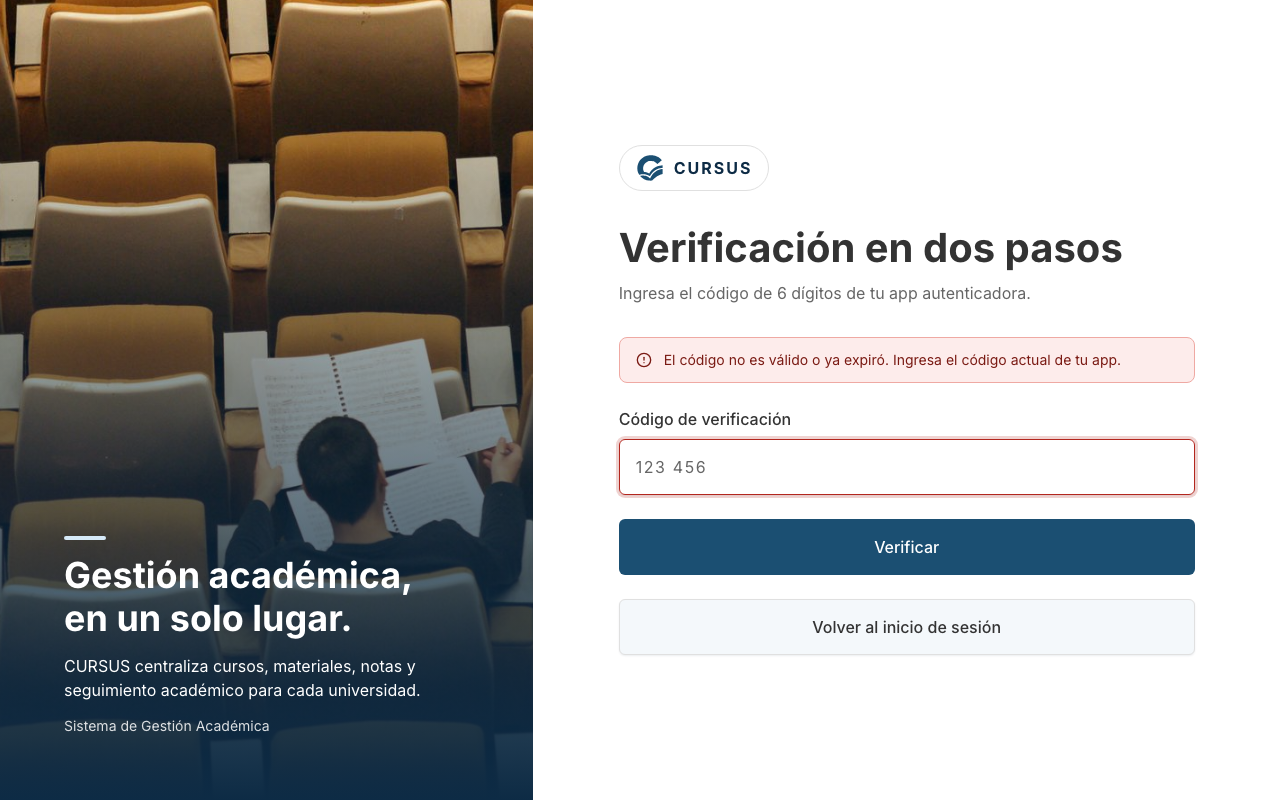 Gestión académica,
en un solo lugar.
CURSUS centraliza cursos, materiales, notas y
seguimiento académico para cada universidad.
Sistema de Gestión Académica
CURSUS
Verificación en dos pasos
Ingresa el código de 6 dígitos de tu app autenticadora.
El código no es válido o ya expiró. Ingresa el código actual de tu app.
Código de verificación
123 456
Verificar
Volver al inicio de sesión